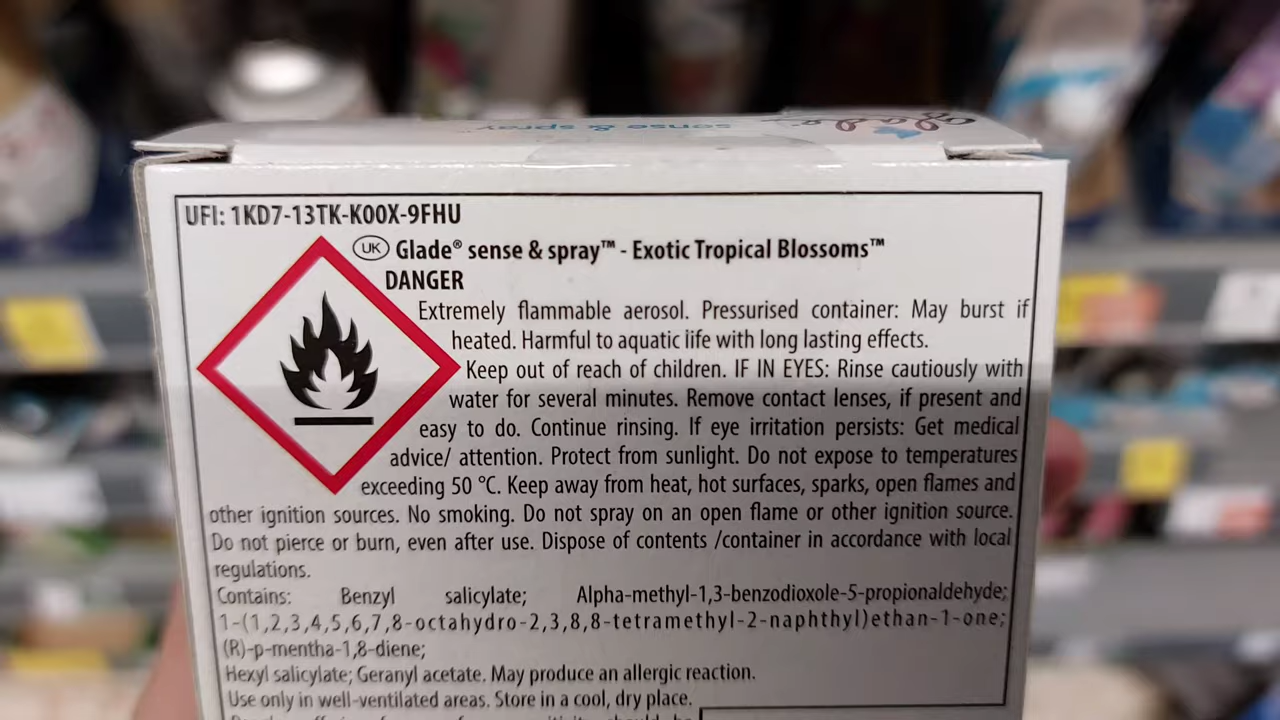 glade
sense & spray™
UFI: 1KD7-13TK-K00X-9FHU
UK Glade® sense & spray™ - Exotic Tropical Blossoms™
DANGER
Extremely flammable aerosol. Pressurised container: May burst if
heated. Harmful to aquatic life with long lasting effects.
Keep out of reach of children. IF IN EYES: Rinse cautiously with
water for several minutes. Remove contact lenses, if present and
easy to do. Continue rinsing. If eye irritation persists: Get medical
advice/ attention. Protect from sunlight. Do not expose to temperatures
exceeding 50 °C. Keep away from heat, hot surfaces, sparks, open flames and
other ignition sources. No smoking. Do not spray on an open flame or other ignition source.
Do not pierce or burn, even after use. Dispose of contents /container in accordance with local
regulations.
Contains: Benzyl salicylate; Alpha-methyl-1,3-benzodioxole-5-propionaldehyde;
1-(1,2,3,4,5,6,7,8-octahydro-2,3,8,8-tetramethyl-2-naphthyl)ethan-1-one;
(R)-p-mentha-1,8-diene;
Hexyl salicylate; Geranyl acetate. May produce an allergic reaction.
Use only in well-ventilated areas. Store in a cool, dry place.